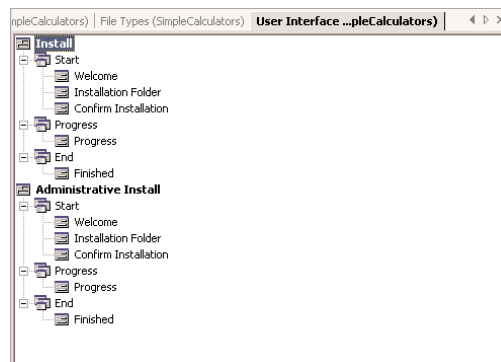 mpleCalculators) File Types (SimpleCalculators) User Interface ...pleCalculators)
Install
Start
Welcome
Installation Folder
Confirm Installation
Progress
Progress
End
Finished
Administrative Install
Start
Welcome
Installation Folder
Confirm Installation
Progress
Progress
End
Finished